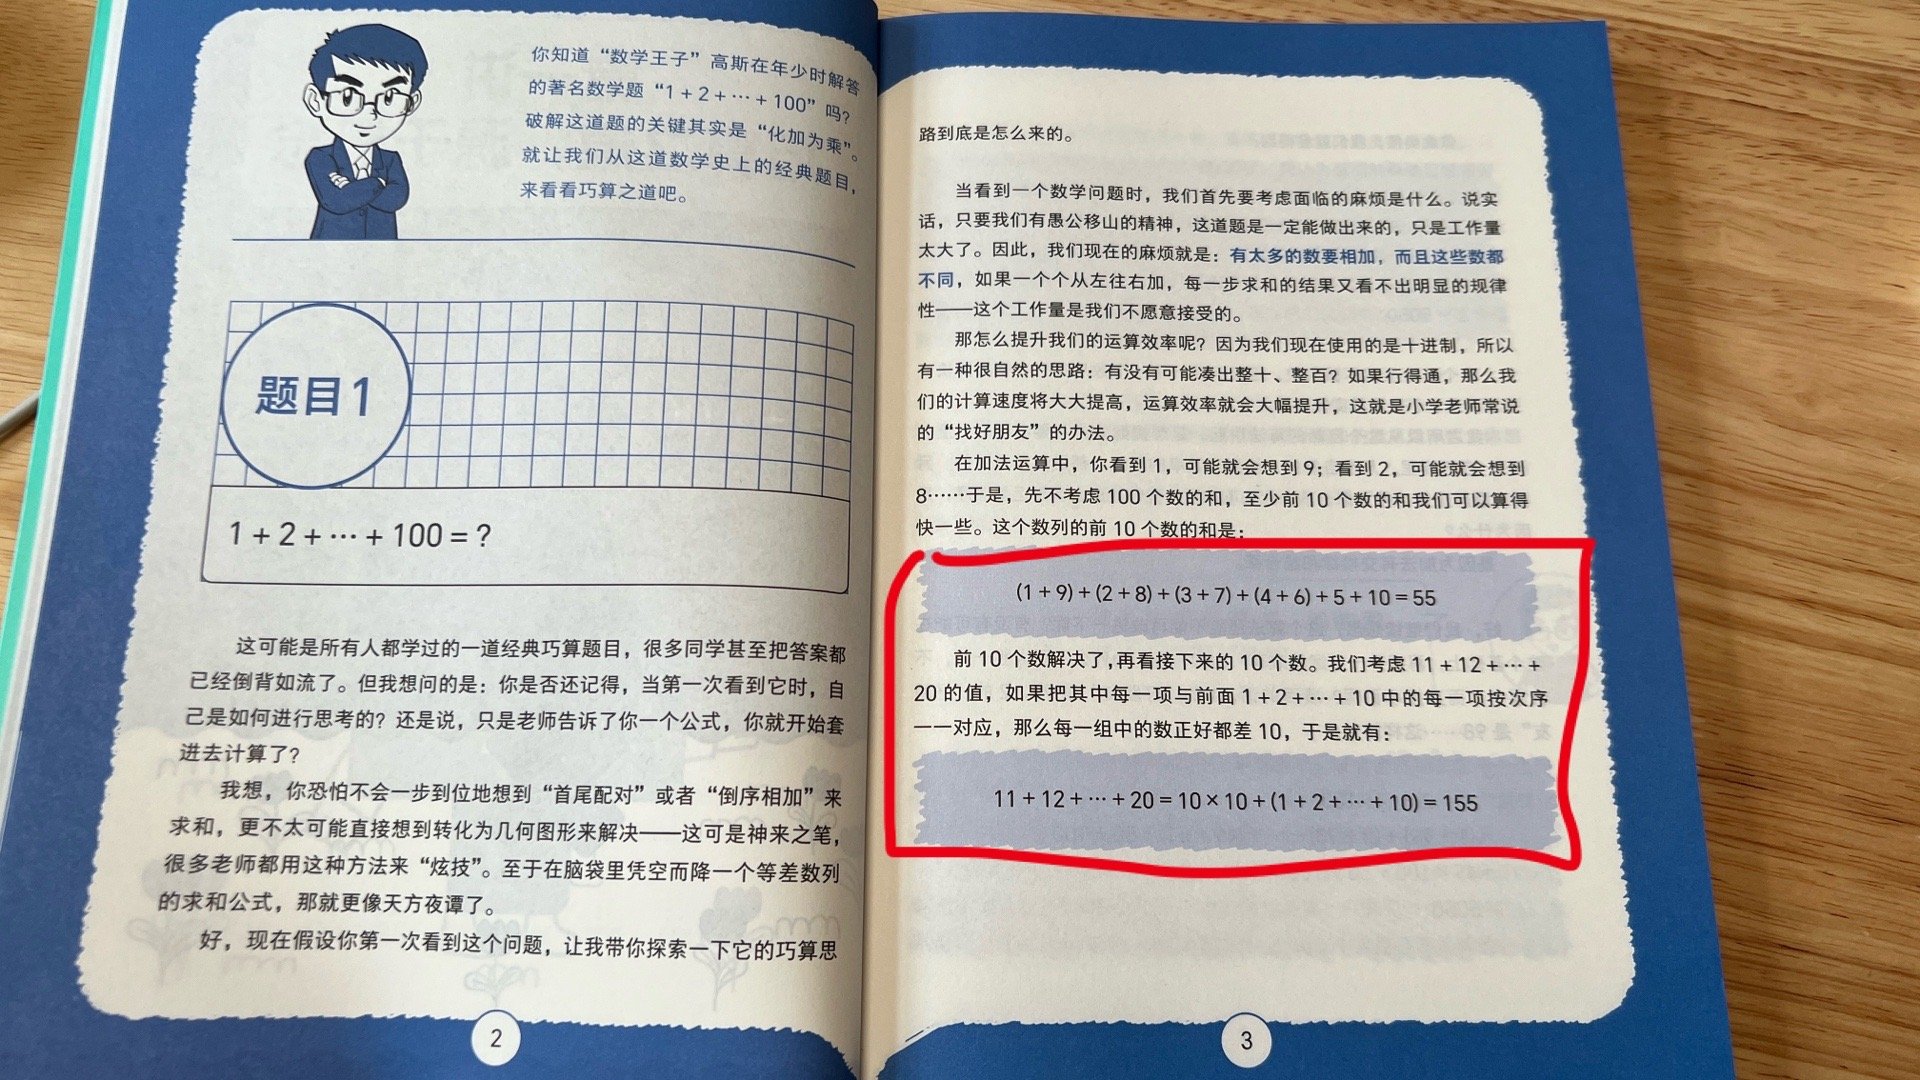 你知道“数学王子”高斯在年少时解答
的著名数学题“1+2+⋯+100”吗?
破解这道题的关键其实是“化加为乘”。
就让我们从这道数学史上的经典题目,
来看看巧算之道吧。
题目1
1+2+⋯+100=?
这可能是所有人都学过的一道经典巧算题目，很多同学甚至把答案都
已经倒背如流了。但我想问的是：你是否还记得，当第一次看到它时，自
己是如何进行思考的？还是说，只是老师告诉了你一个公式，你就开始套
进去计算了？
我想，你恐怕不会一步到位地想到“首尾配对”或者“倒序相加”来
求和，更不太可能直接想到转化为几何图形来解决——这可是神来之笔，
很多老师都用这种方法来“炫技”。至于在脑袋里凭空而降一个等差数列
的求和公式，那就更像天方夜谭了。
好，现在假设你第一次看到这个问题，让我带你探索一下它的巧算思
2
路到底是怎么来的。
当看到一个数学问题时，我们首先要考虑面临的麻烦是什么。说实
话，只要我们有愚公移山的精神，这道题是一定能做出来的，只是工作量
太大了。因此，我们现在的麻烦就是：有太多的数要相加，而且这些数都
不同，如果一个个从左往右加，每一步求和的结果又看不出明显的规律
性——这个工作量是我们不愿意接受的。
那怎么提升我们的运算效率呢？因为我们现在使用的是十进制，所以
有一种很自然的思路：有没有可能凑出整十、整百？如果行得通，那么我
们的计算速度将大大提高，运算效率就会大幅提升，这就是小学老师常说
的“找好朋友”的办法。
在加法运算中，你看到1，可能就会想到9；看到2，可能就会想到
8……于是，先不考虑100个数的和，至少前10个数的和我们可以算得
快一些。这个数列的前10个数的和是：
(1+9)+(2+8)+(3+7)+(4+6)+5+10=55
前10个数解决了，再看接下来的10个数。我们考虑11+12+⋯+
20的值，如果把其中每一项与前面1+2+⋯+10中的每一项按次序
一一对应，那么每一组中的数正好都差10，于是就有：
11+12+⋯+20=10×10+(1+2+⋯+10)=155
3